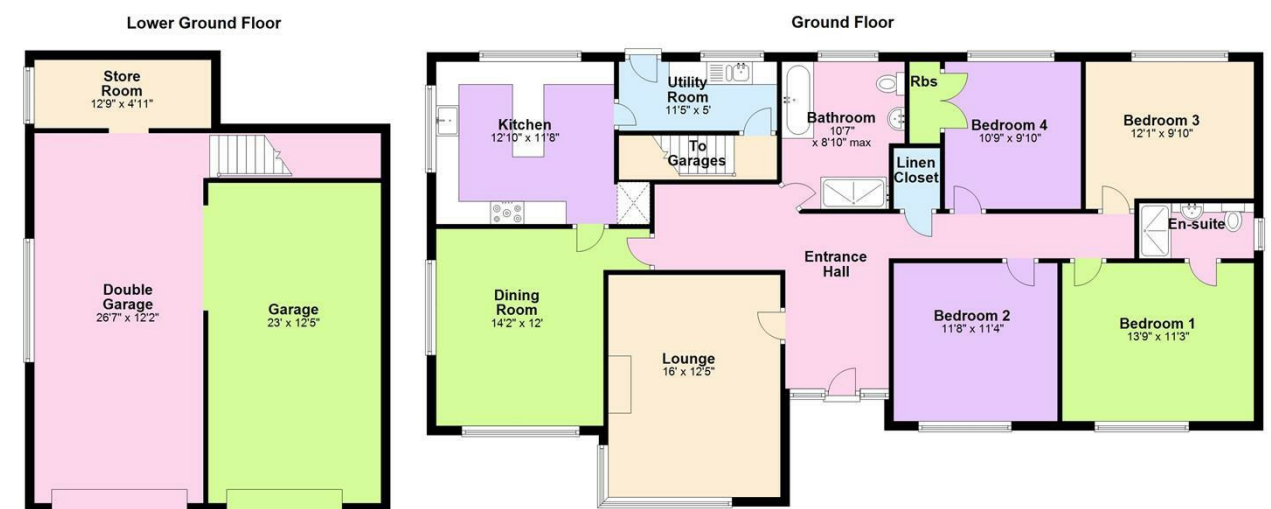 Lower Ground Floor
Store
Room
12'9" x 4'11"
Double
Garage
26'7" x 12'2"
Garage
23' x 12'5"
Ground Floor
Kitchen
12'10" x 11'8"
Utility
Room
11'5" x 5'
To
Garages
Bathroom
10'7"
x 8'10" max
Rbs
Linen
Closet
Bedroom 4
10'9" x 9'10"
Bedroom 3
12'1" x 9'10"
En-suite
Entrance
Hall
Dining
Room
14'2" x 12'
Lounge
16' x 12'5"
Bedroom 2
11'8" x 11'4"
Bedroom 1
13'9" x 11'3"